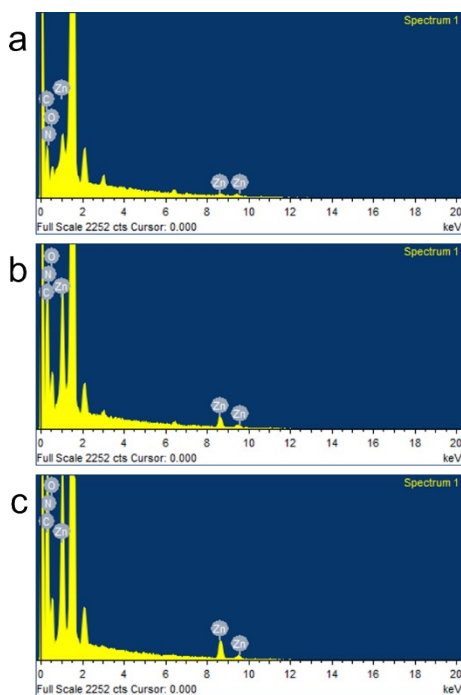 a
Spectrum 1
Zn
C
O
N
Zn Zn
0 2 4 6 8 10 12 14 16 18 20
Full Scale 2252 cts Cursor: 0.000 keV
b
Spectrum 1
O
N
C Zn
Zn Zn
0 2 4 6 8 10 12 14 16 18 20
Full Scale 2252 cts Cursor: 0.000 keV
c
Spectrum 1
O
N
C
Zn
Zn Zn
0 2 4 6 8 10 12 14 16 18 20
Full Scale 2252 cts Cursor: 0.000 keV